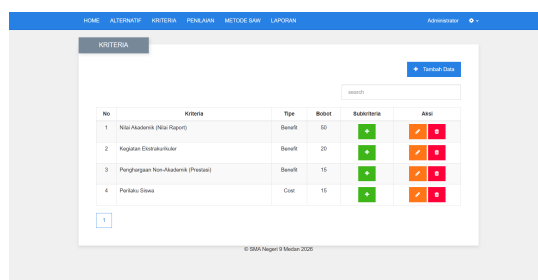 HOME ALTERNATIF KRITERIA PENILAIAN METODE SAW LAPORAN Administrator
KRITERIA
+ Tambah Data
search
No Kriteria Tipe Bobot Subkriteria Aksi
1 Nilai Akademik (Nilai Raport) Benefit 50
2 Kegiatan Ekstrakurikuler Benefit 20
3 Penghargaan Non-Akademik (Prestasi) Benefit 15
4 Perilaku Siswa Cost 15
1
© SMA Negeri 9 Medan 2026